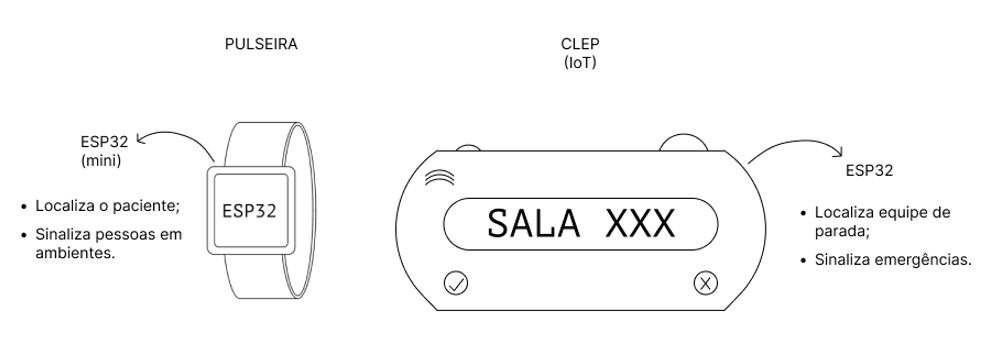 PULSEIRA
CLEP
(IoT)
ESP32
(mini)
• Localiza o paciente;
• Sinaliza pessoas em
ambientes.
ESP32
SALA XXX
ESP32
• Localiza equipe de
parada;
• Sinaliza emergências.